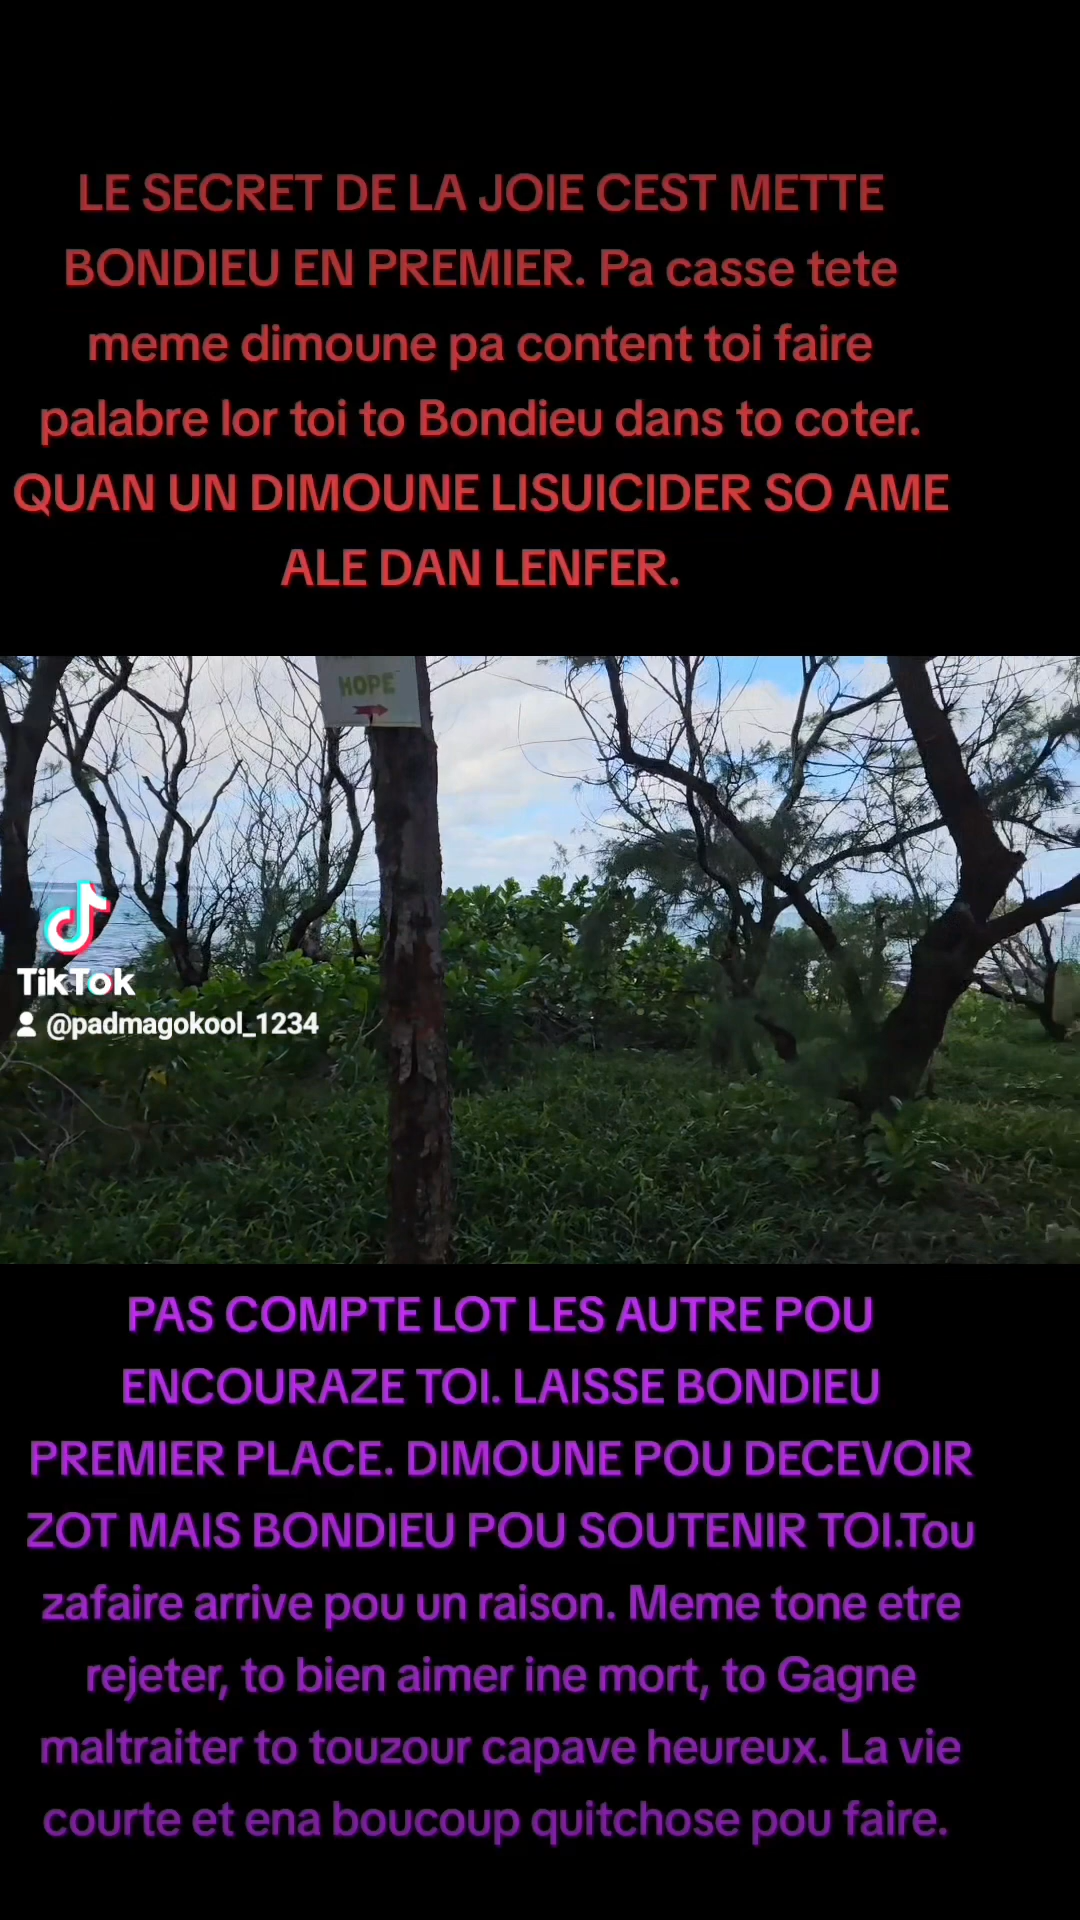 LE SECRET DE LA JOIE CEST METTE
BONDIEU EN PREMIER. Pa casse tete
meme dimoune pa content toi faire
palabre lor toi to Bondieu dans to coter.
QUAN UN DIMOUNE LISUICIDER SO AME
ALE DAN LENFER.
HOPE
TikTok
@padmagokool_1234
PAS COMPTE LOT LES AUTRE POU
ENCOURAZE TOI. LAISSE BONDIEU
PREMIER PLACE. DIMOUNE POU DECEVOIR
ZOT MAIS BONDIEU POU SOUTENIR TOI.Tou
zafaire arrive pou un raison. Meme tone etre
rejeter, to bien aimer ine mort, to Gagne
maltraiter to touzour capave heureux. La vie
courte et ena boucoup quitchose pou faire.